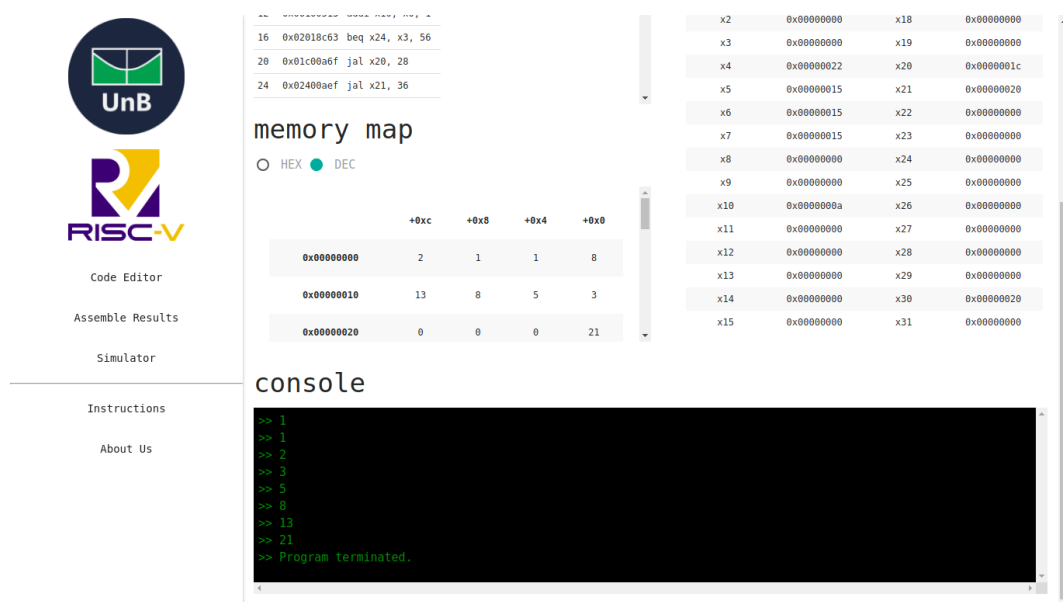 UnB
RISC-V
Code Editor
Assemble Results
Simulator
Instructions
About Us
16 0x02018c63 beq x24, x3, 56
20 0x01c00a6f jal x20, 28
24 0x02400aef jal x21, 36
memory map
HEX DEC
+0xc +0x8 +0x4 +0x0
0x00000000 2 1 1 8
0x00000010 13 8 5 3
0x00000020 0 0 0 21
x2 0x00000000 x18 0x00000000
x3 0x00000000 x19 0x00000000
x4 0x00000022 x20 0x0000001c
x5 0x00000015 x21 0x00000020
x6 0x00000015 x22 0x00000000
x7 0x00000015 x23 0x00000000
x8 0x00000000 x24 0x00000000
x9 0x00000000 x25 0x00000000
x10 0x0000000a x26 0x00000000
x11 0x00000000 x27 0x00000000
x12 0x00000000 x28 0x00000000
x13 0x00000000 x29 0x00000000
x14 0x00000000 x30 0x00000020
x15 0x00000000 x31 0x00000000
console
>> 1
>> 1
>> 2
>> 3
>> 5
>> 8
>> 13
>> 21
>> Program terminated.